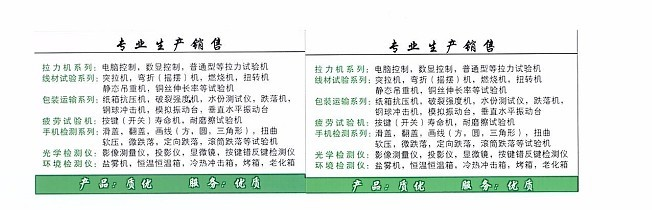 专业生产销售
拉力机系列：电脑控制，数显控制，普通型等拉力试验机
线材试验系列：突拉机，弯折（摇摆）机，燃烧机，扭转机
静态吊重机，铜丝伸长率等试验机
包装运输系列：纸箱抗压机，破裂强度机，水份测试仪，跌落机，
钢球冲击机，模拟振动台，垂直水平振动台
疲劳试验机：按键（开关）寿命机，耐磨擦试验机
手机检测系列：滑盖，翻盖，画线（方，圆，三角形），扭曲
软压，微跌落，定向跌落，滚筒跌落等试验机
光学检测仪：影像测量仪，投影仪，显微镜，按键错反键检测仪
环境检测仪：盐雾机，恒温恒温箱，冷热冲击箱，烤箱，老化箱
产品：质优 服务：优质
专业生产销售
拉力机系列：电脑控制，数显控制，普通型等拉力试验机
线材试验系列：突拉机，弯折（摇摆）机，燃烧机，扭转机
静态吊重机，铜丝伸长率等试验机
包装运输系列：纸箱抗压机，破裂强度机，水份测试仪，跌落机，
钢球冲击机，模拟振动台，垂直水平振动台
疲劳试验机：按键（开关）寿命机，耐磨擦试验机
手机检测系列：滑盖，翻盖，画线（方，圆，三角形），扭曲
软压，微跌落，定向跌落，滚筒跌落等试验机
光学检测仪：影像测量仪，投影仪，显微镜，按键错反键检测仪
环境检测仪：盐雾机，恒温恒温箱，冷热冲击箱，烤箱，老化箱
产品：质优 服务：优质